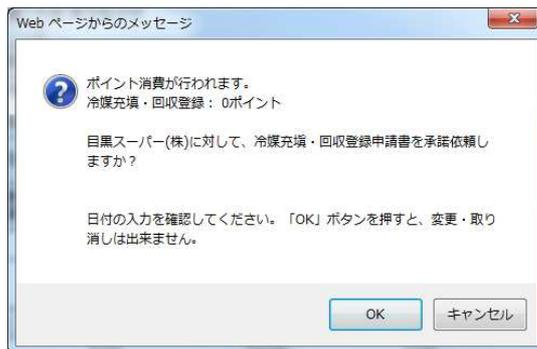 Web ページからのメッセージ
ポイント消費が行われます。
冷媒充填・回収登録： 0ポイント
目黒スーパー(株)に対して、冷媒充填・回収登録申請書を承諾依頼し
ますか？
日付の入力を確認してください。「OK」ボタンを押すと、変更・取り
消しは出来ません。
OK
キャンセル